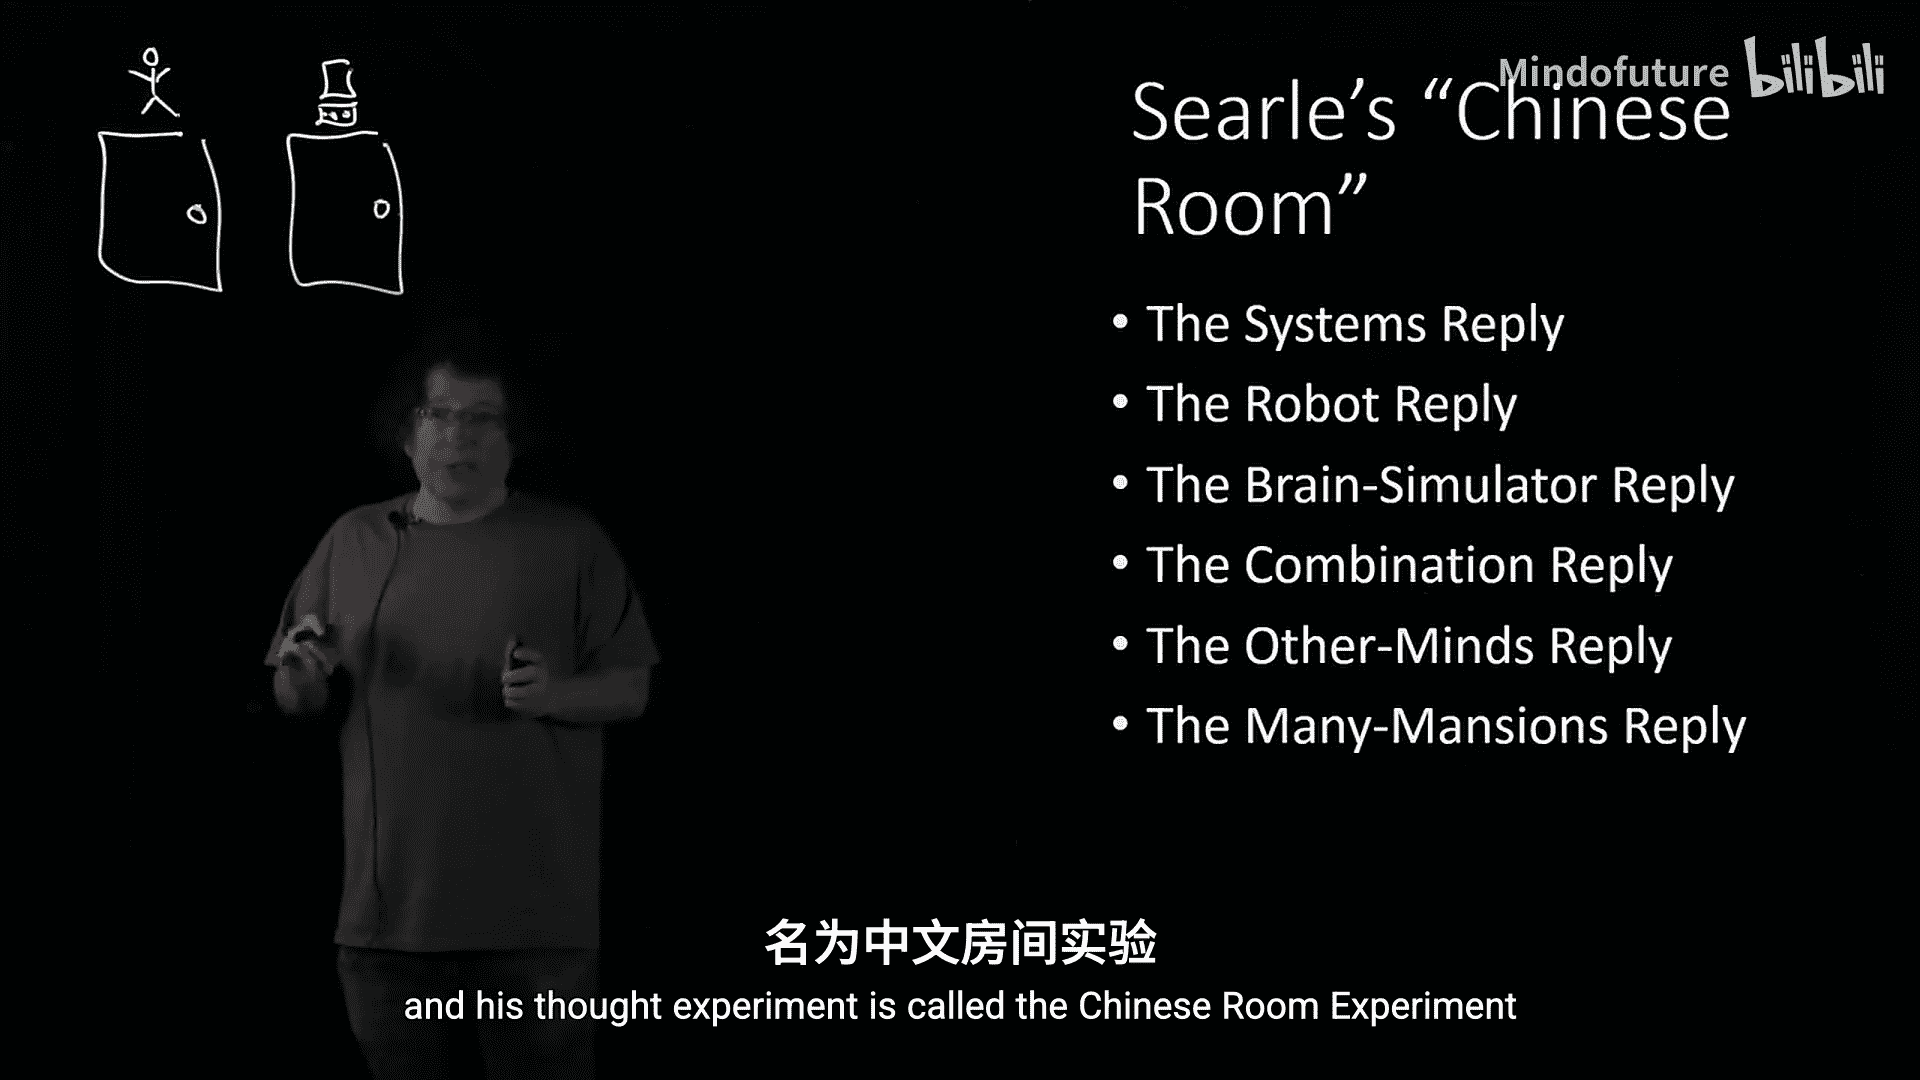 Mindofuture bilibili
Searle's “Chinese
Room”
• The Systems Reply
• The Robot Reply
• The Brain-Simulator Reply
• The Combination Reply
• The Other-Minds Reply
• The Many-Mansions Reply
名为中文房间实验
and his thought experiment is called the Chinese Room Experiment